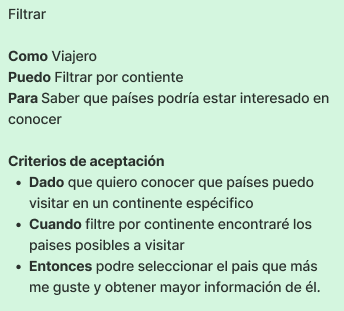 Filtrar
Como Viajero
Puedo Filtrar por contiente
Para Saber que países podría estar interesado en
conocer
Criterios de aceptación
• Dado que quiero conocer que países puedo
visitar en un continente espécifico
• Cuando filtre por continente encontraré los
paises posibles a visitar
• Entonces podre seleccionar el pais que más
me guste y obtener mayor información de él.